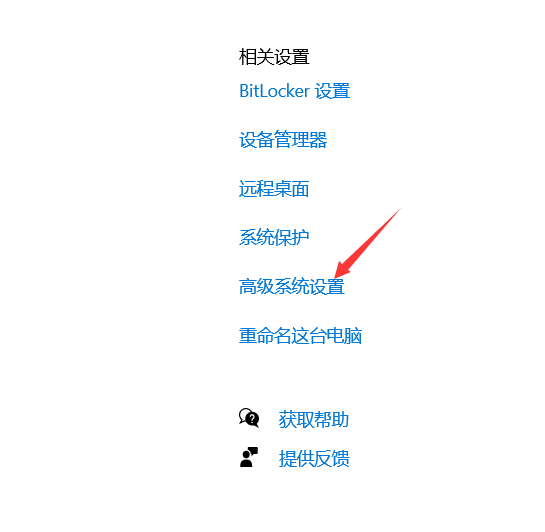 相关设置
BitLocker 设置
设备管理器
远程桌面
系统保护
高级系统设置
重命名这台电脑
获取帮助
提供反馈